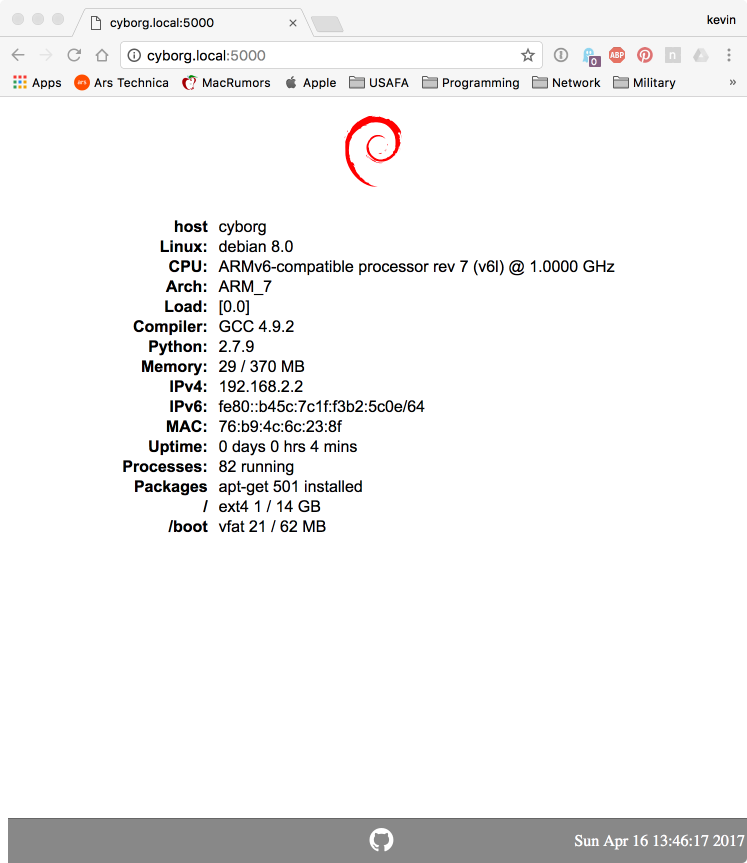 cyborg.local:5000
kevin
cyborg.local:5000
0
ABP
n
Apps
Ars
Ars Technica
MacRumors
Apple
USAFA
Programming
Network
Military
»
host cyborg
Linux: debian 8.0
CPU: ARMv6-compatible processor rev 7 (v6l) @ 1.0000 GHz
Arch: ARM_7
Load: [0.0]
Compiler: GCC 4.9.2
Python: 2.7.9
Memory: 29 / 370 MB
IPv4: 192.168.2.2
IPv6: fe80::b45c:7c1f:f3b2:5c0e/64
MAC: 76:b9:4c:6c:23:8f
Uptime: 0 days 0 hrs 4 mins
Processes: 82 running
Packages apt-get 501 installed
/ ext4 1 / 14 GB
/boot vfat 21 / 62 MB
Sun Apr 16 13:46:17 2017